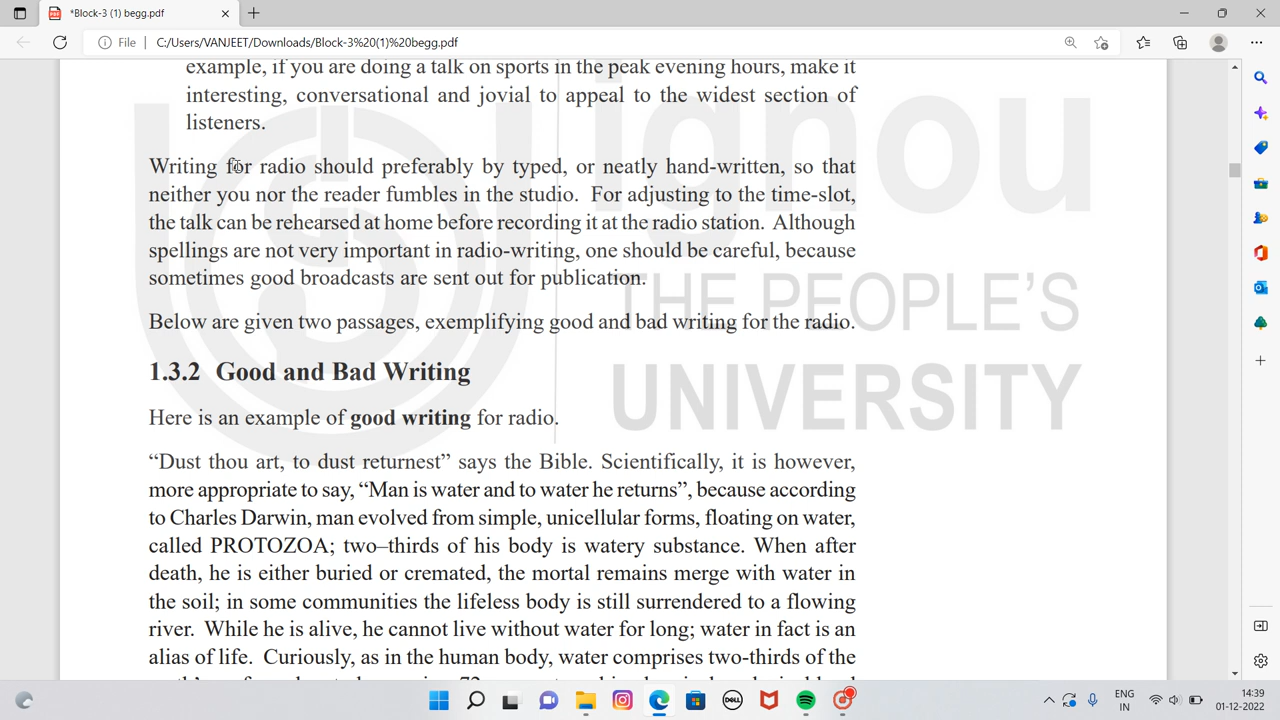 *Block-3 (1) begg.pdf
File
C:/Users/VANJEET/Downloads/Block-3%20(1)%20begg.pdf
example, if you are doing a talk on sports in the peak evening hours, make it
interesting, conversational and jovial to appeal to the widest section of
listeners.
Writing for radio should preferably by typed, or neatly hand-written, so that
neither you nor the reader fumbles in the studio. For adjusting to the time-slot,
the talk can be rehearsed at home before recording it at the radio station. Although
spellings are not very important in radio-writing, one should be careful, because
sometimes good broadcasts are sent out for publication.
Below are given two passages, exemplifying good and bad writing for the radio.
1.3.2 Good and Bad Writing
Here is an example of good writing for radio.
“Dust thou art, to dust returnest” says the Bible. Scientifically, it is however,
more appropriate to say, “Man is water and to water he returns”, because according
to Charles Darwin, man evolved from simple, unicellular forms, floating on water,
called PROTOZOA; two–thirds of his body is watery substance. When after
death, he is either buried or cremated, the mortal remains merge with water in
the soil; in some communities the lifeless body is still surrendered to a flowing
river. While he is alive, he cannot live without water for long; water in fact is an
alias of life. Curiously, as in the human body, water comprises two-thirds of the
ignou
THE PEOPLE'S
UNIVERSITY
DELL
ENG
IN
14:39
01-12-2022